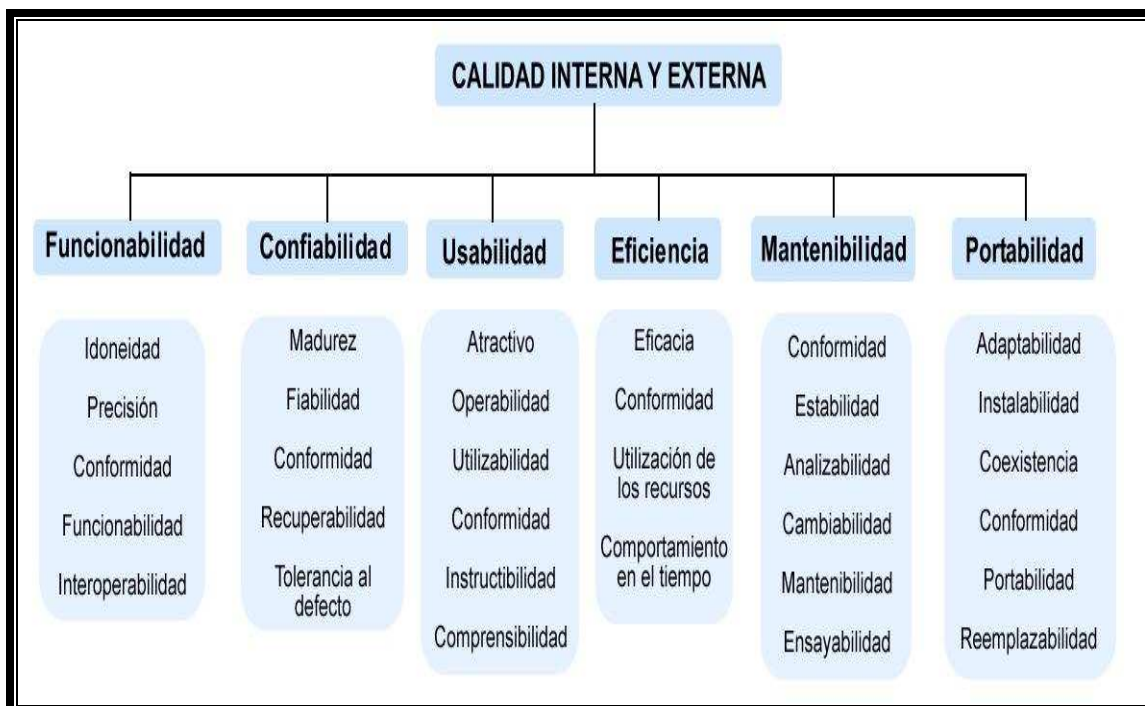 CALIDAD INTERNA Y EXTERNA
Funcionabilidad
Confiabilidad
Usabilidad
Eficiencia
Mantenibilidad
Portabilidad
Idoneidad
Precisión
Conformidad
Funcionabilidad
Interoperabilidad
Madurez
Fiabilidad
Conformidad
Recuperabilidad
Tolerancia al
defecto
Atractivo
Operabilidad
Utilizabilidad
Conformidad
Instructibilidad
Comprensibilidad
Eficacia
Conformidad
Utilización de
los recursos
Comportamiento
en el tiempo
Conformidad
Estabilidad
Analizabilidad
Cambiabilidad
Mantenibilidad
Ensayabilidad
Adaptabilidad
Instalabilidad
Coexistencia
Conformidad
Portabilidad
Reemplazabilidad